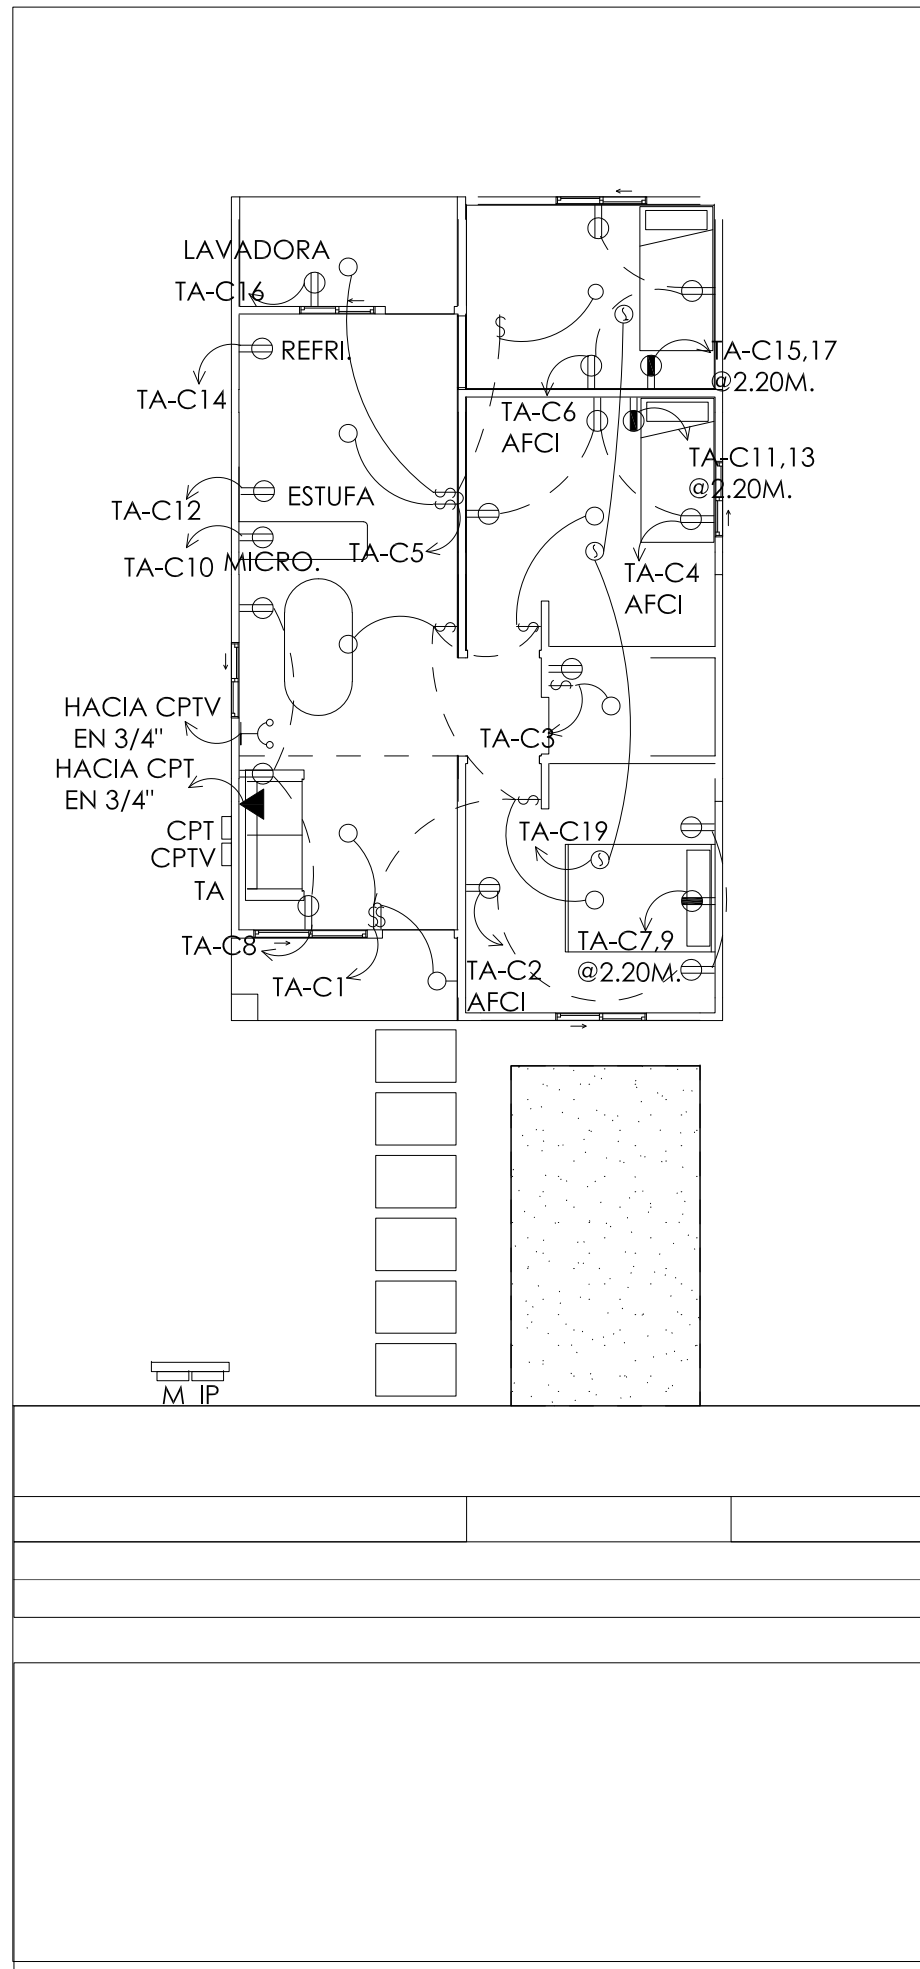 LAVADORA
TA-C16
REFRI.
TA-C14
TA-C15,17
@2.20M.
TA-C6
AFCI
TA-C11,13
@2.20M.
ESTUFA
TA-C12
TA-C5
TA-C10
MICRO.
TA-C4
AFCI
HACIA CPTV
EN 3/4"
TA-C3
HACIA CPT
EN 3/4"
CPT
CPTV
TA
TA-C19
TA-C8
TA-C7,9
@2.20M.
TA-C2
AFCI
TA-C1
M IP